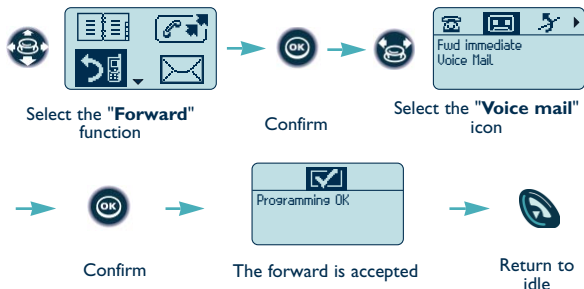 OK
Fwd immediate
Voice Mail
Select the "Forward"
function
Confirm
Select the "Voice mail"
icon
OK
Programming OK
Confirm
The forward is accepted
Return to
idle